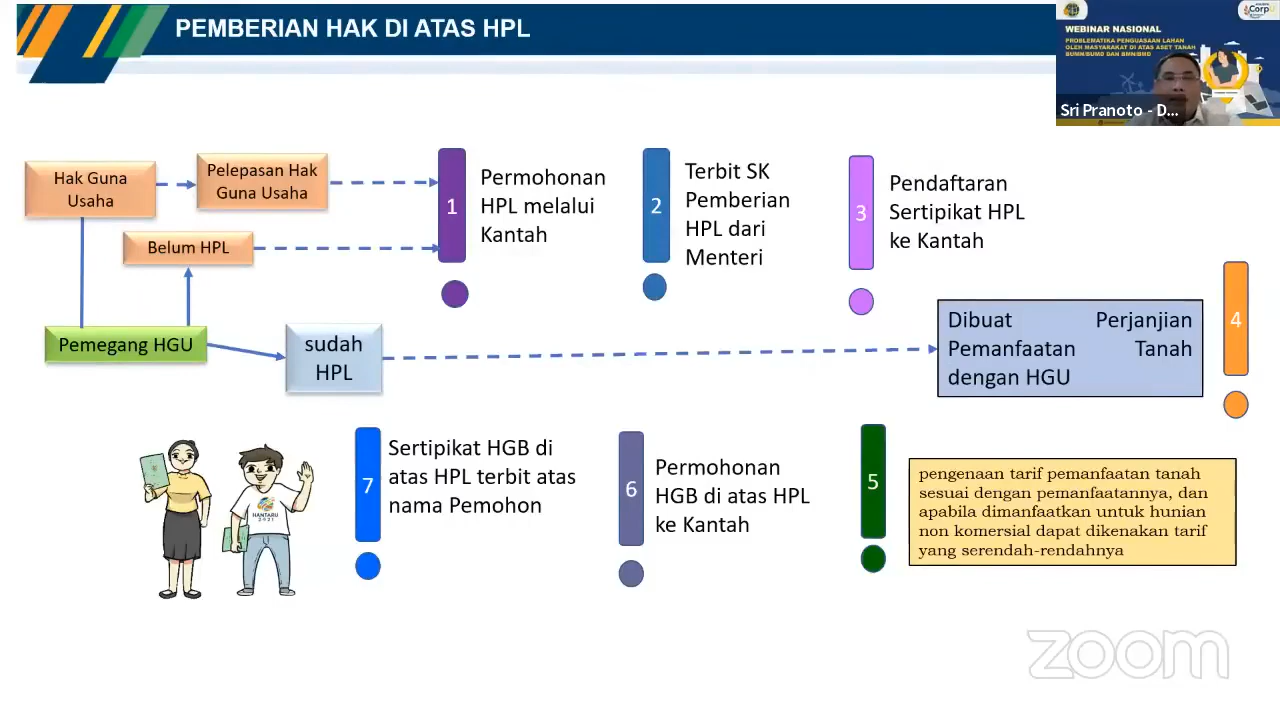 PEMBERIAN HAK DI ATAS HPL
WEBINAR NASIONAL
PROBLEMATIKA PENGUASAAN LAHAN
OLEH MASYARAKAT DI ATAS ASET TANAH
BUMN/BUMD DAN BMN/BMD
CorpU
Sri Pranoto - D...
Hak Guna
Usaha
Pelepasan Hak
Guna Usaha
Belum HPL
Pemegang HGU
sudah
HPL
1
Permohonan
HPL melalui
Kantah
2
Terbit SK
Pemberian
HPL dari
Menteri
3
Pendaftaran
Sertipikat HPL
ke Kantah
Dibuat Perjanjian
Pemanfaatan Tanah
dengan HGU
4
7
Sertipikat HGB di
atas HPL terbit atas
nama Pemohon
6
Permohonan
HGB di atas HPL
ke Kantah
5
pengenaan tarif pemanfaatan tanah
sesuai dengan pemanfaatannya, dan
apabila dimanfaatkan untuk hunian
non komersial dapat dikenakan tarif
yang serendah-rendahnya
HANTARU
2021
zoom